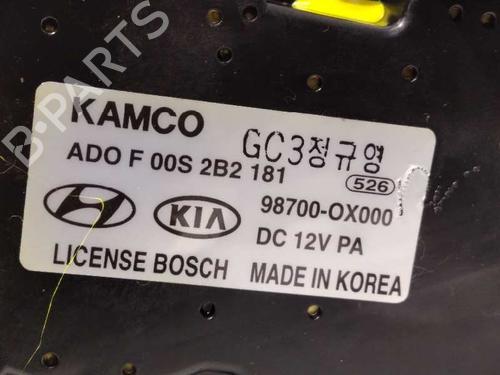 B-PARTS
KAMCO GC3정규영
ADO F 00S 2B2 181
526
KIA 98700-OX000
DC 12V PA
LICENSE BOSCH MADE IN KOREA